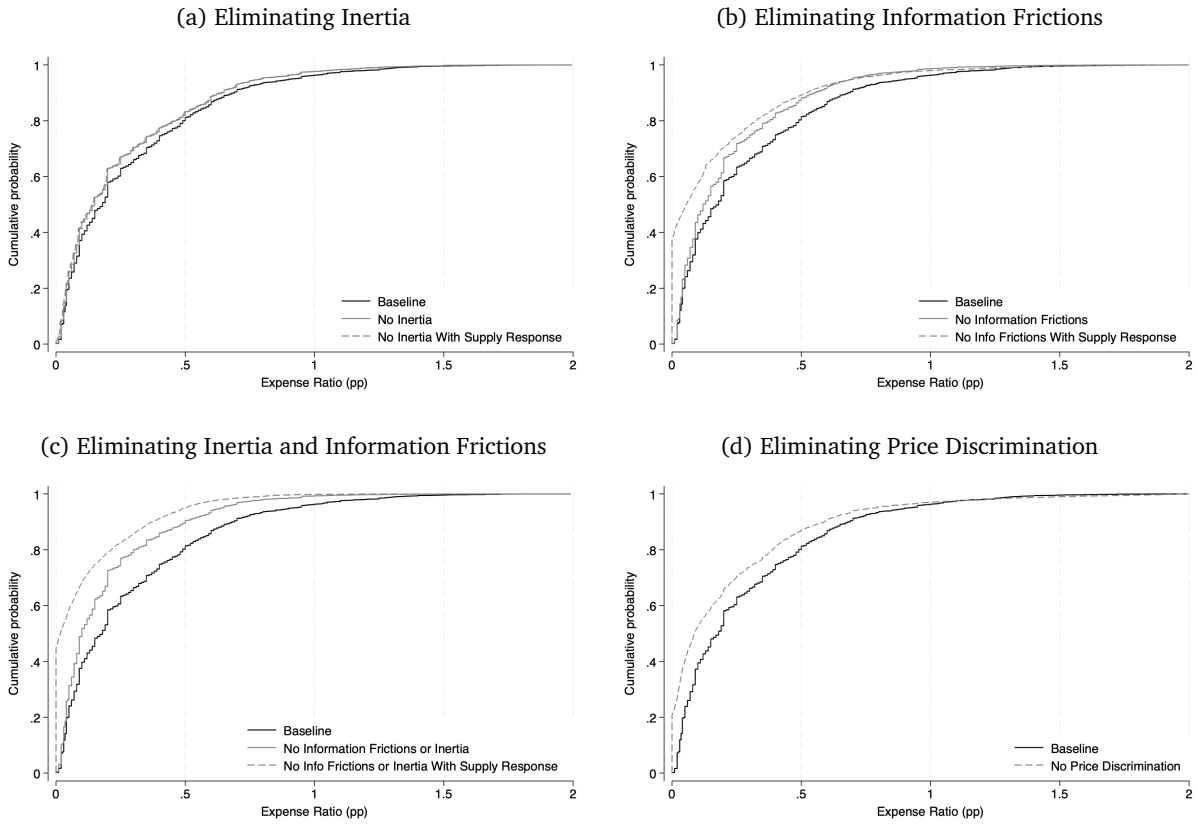 (a) Eliminating Inertia
Cumulative probability
1
.8
.6
.4
.2
0
Baseline
No Inertia
No Inertia With Supply Response
0 .5 1 1.5 2
Expense Ratio (pp)
(b) Eliminating Information Frictions
Cumulative probability
1
.8
.6
.4
.2
0
Baseline
No Information Frictions
No Info Frictions With Supply Response
0 .5 1 1.5 2
Expense Ratio (pp)
(c) Eliminating Inertia and Information Frictions
Cumulative probability
1
.8
.6
.4
.2
0
Baseline
No Information Frictions or Inertia
No Info Frictions or Inertia With Supply Response
0 .5 1 1.5 2
Expense Ratio (pp)
(d) Eliminating Price Discrimination
Cumulative probability
1
.8
.6
.4
.2
0
Baseline
No Price Discrimination
0 .5 1 1.5 2
Expense Ratio (pp)